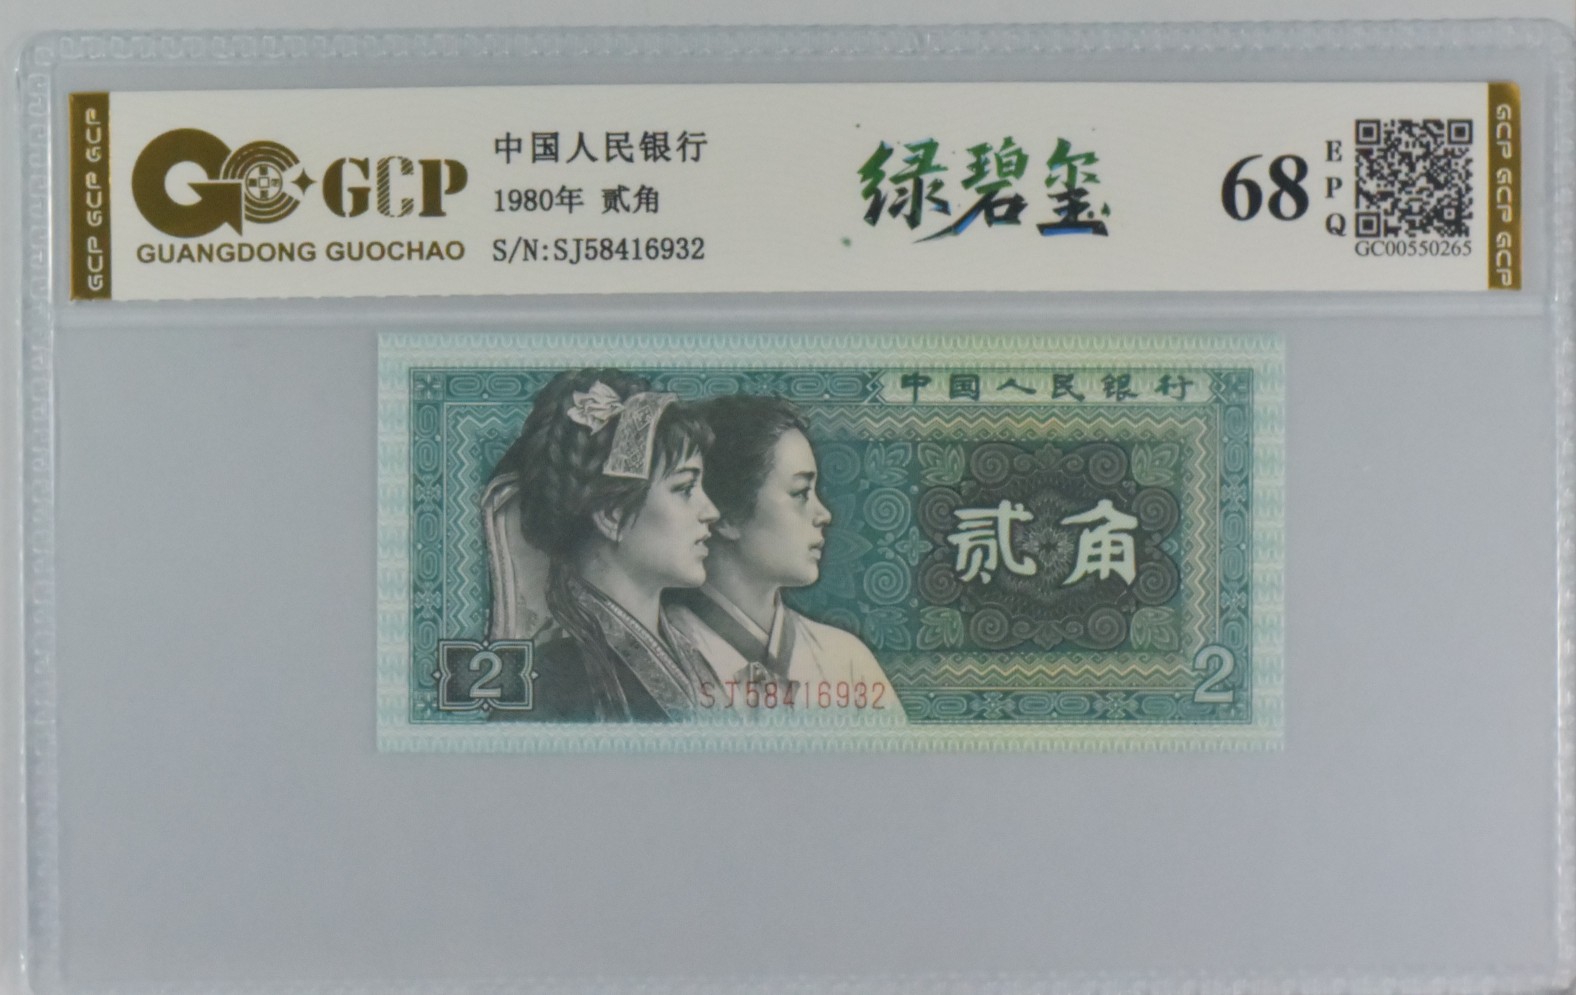 GCP GCP GCP
GCP
GUANGDONG GUOCHAO
中国人民银行
1980年 贰角
S/N:SJ58416932
绿碧玺
68
EPQ
GC00550265
GCP GCP GCP
中国人民银行
贰角
2
SJ58416932
2